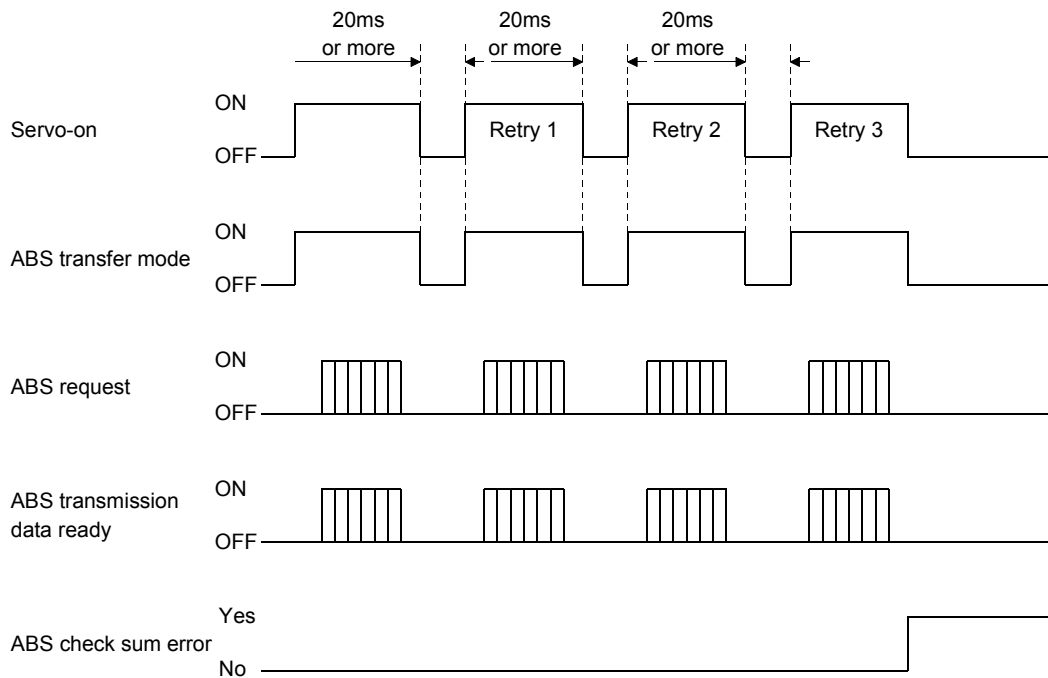 20ms
or more
20ms
or more
20ms
or more
Servo-on
ON
OFF
Retry 1
Retry 2
Retry 3
ABS transfer mode
ON
OFF
ABS request
ON
OFF
ABS transmission
data ready
ON
OFF
ABS check sum error
Yes
No